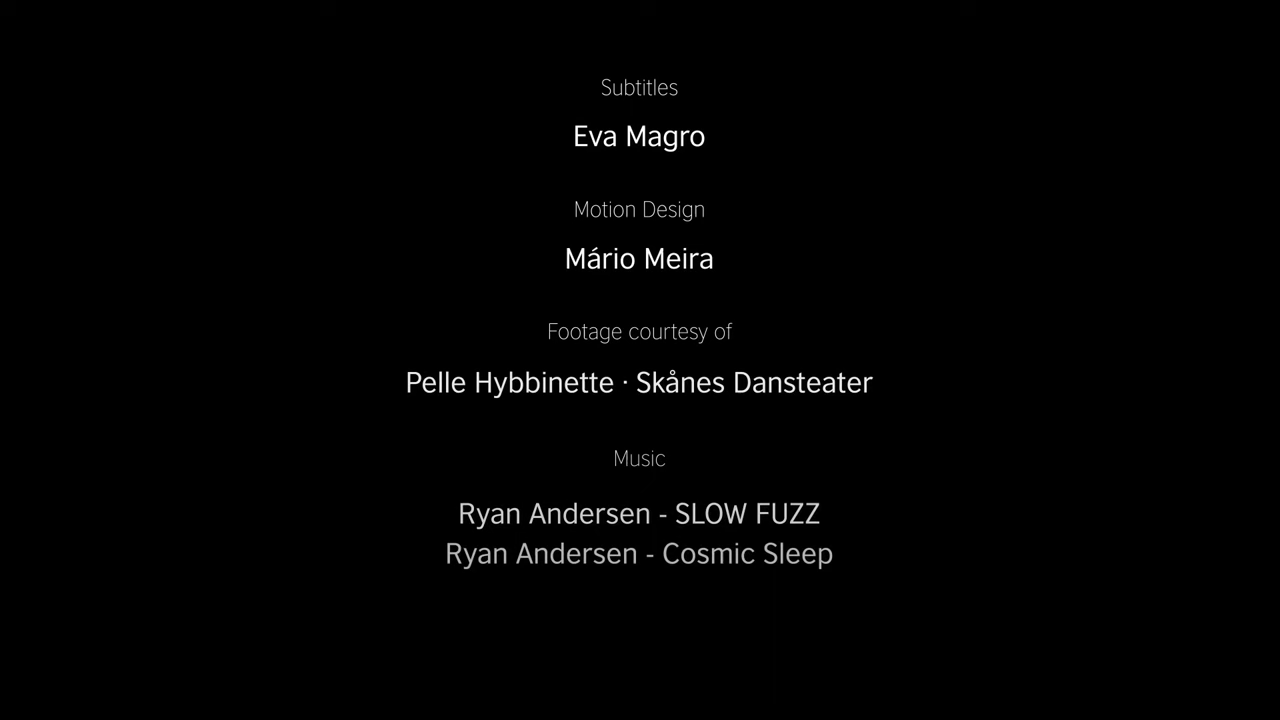 Subtitles
Eva Magro
Motion Design
Mário Meira
Footage courtesy of
Pelle Hybbinette · Skånes Dansteater
Music
Ryan Andersen - SLOW FUZZ
Ryan Andersen - Cosmic Sleep